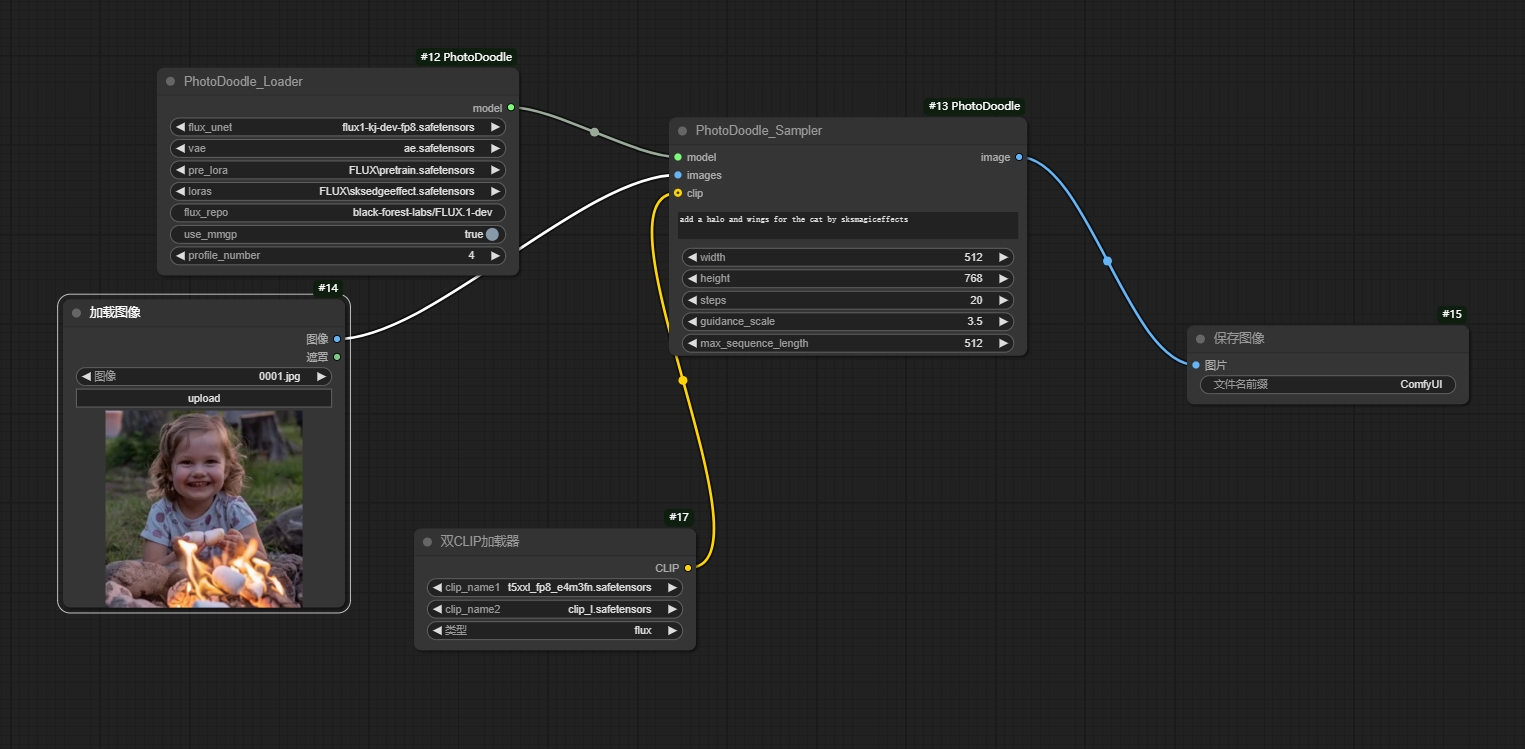 #12 PhotoDoodle
PhotoDoodle_Loader
model
flux_unet flux1-kj-dev-fp8.safetensors
vae ae.safetensors
pre_lora FLUX\pretrain.safetensors
loras FLUX\sksedgeeffect.safetensors
flux_repo black-forest-labs/FLUX.1-dev
use_mmgp true
profile_number 4
#14
加载图像
图像
遮罩
图像 0001.jpg
upload
#13 PhotoDoodle
PhotoDoodle_Sampler
model image
images
clip
add a halo and wings for the cat by sksmagiceffects
width 512
height 768
steps 20
guidance_scale 3.5
max_sequence_length 512
#17
双CLIP加载器
CLIP
clip_name1 t5xxl_fp8_e4m3fn.safetensors
clip_name2 clip_l.safetensors
类型 flux
#15
保存图像
图片
文件名前缀 ComfyUI